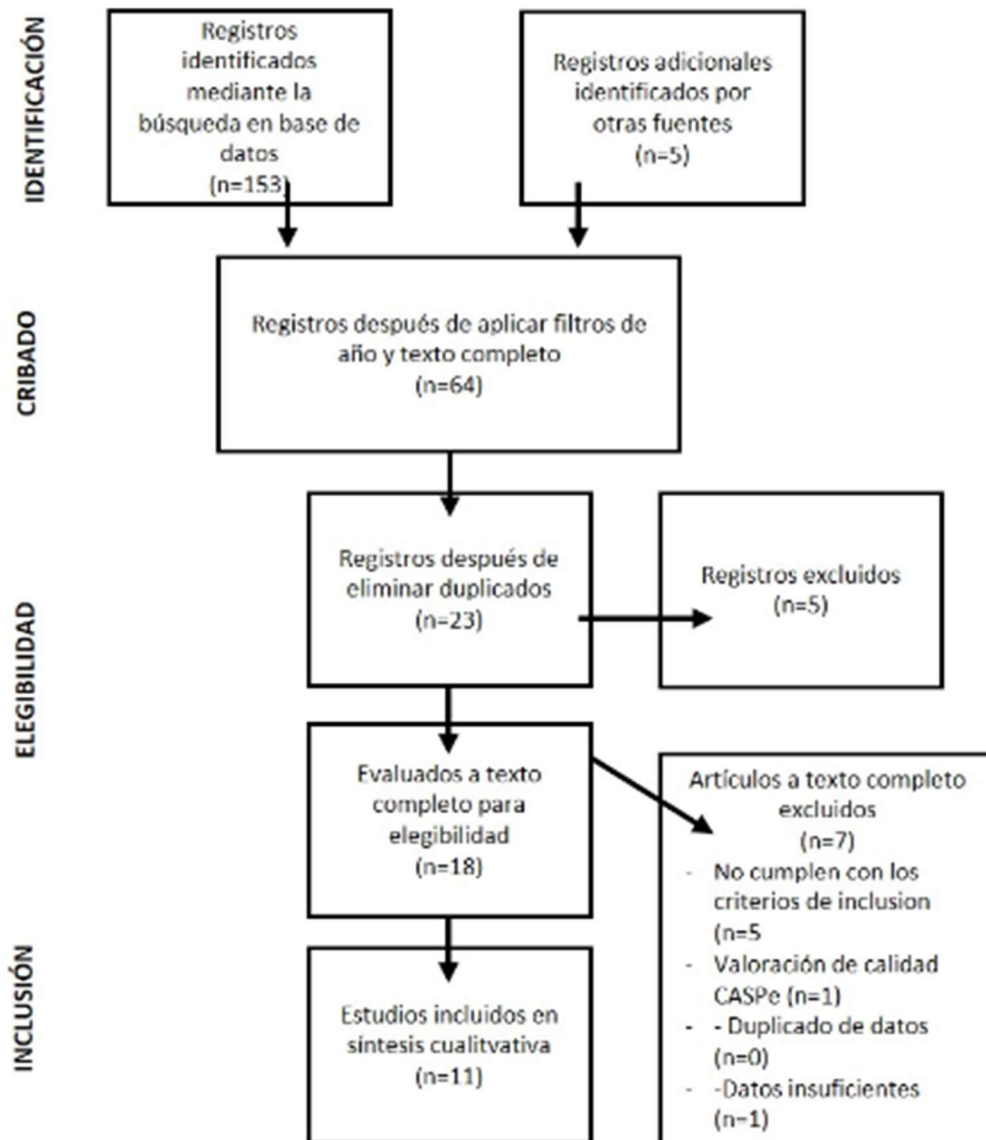 IDENTIFICACIÓN
Registros
identificados
mediante la
búsqueda en base de
datos
(n=153)
Registros adicionales
identificados por
otras fuentes
(n=5)
CRIBADO
Registros después de aplicar filtros de
año y texto completo
(n=64)
ELEGIBILIDAD
Registros después de
eliminar duplicados
(n=23)
Registros excluidos
(n=5)
Evaluados a texto
completo para
elegibilidad
(n=18)
Artículos a texto completo
excluidos
(n=7)
- No cumplen con los
criterios de inclusion
(n=5
- Valoración de calidad
CASPe (n=1)
- - Duplicado de datos
(n=0)
- -Datos insuficientes
(n=1)
INCLUSIÓN
Estudios incluidos en
síntesis cualitvativa
(n=11)